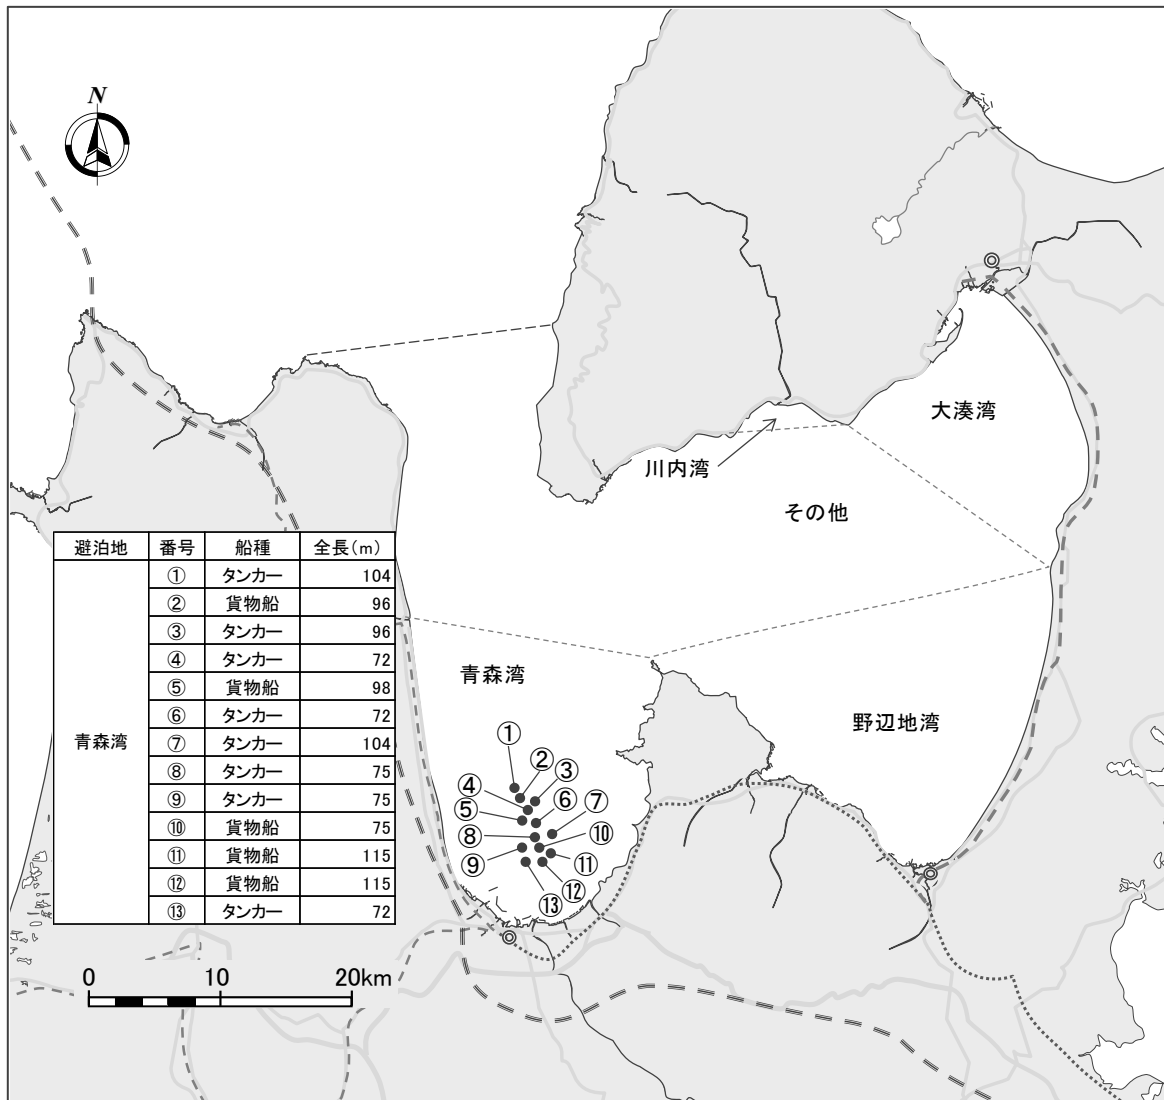 N
大湊湾
川内湾
その他
避泊地 番号 船種 全長(m)
青森湾
① タンカー 104
② 貨物船 96
③ タンカー 96
④ タンカー 72
⑤ 貨物船 98
⑥ タンカー 72
⑦ タンカー 104
⑧ タンカー 75
⑨ タンカー 75
⑩ 貨物船 75
⑪ 貨物船 115
⑫ 貨物船 115
⑬ タンカー 72
青森湾
野辺地湾
①
②
③
④
⑤
⑥
⑦
⑧
⑨
⑩
⑪
⑫
⑬
0 10 20km